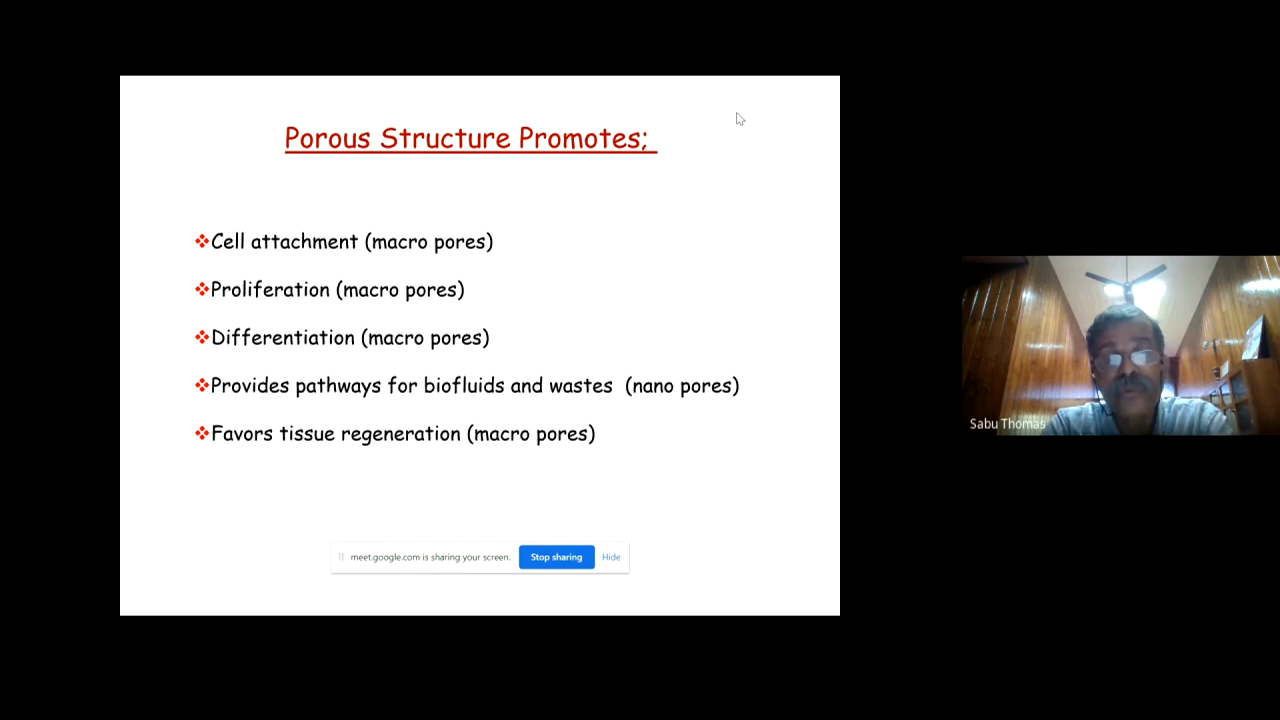 Porous Structure Promotes;
❖Cell attachment (macro pores)
❖Proliferation (macro pores)
❖Differentiation (macro pores)
❖Provides pathways for biofluids and wastes (nano pores)
❖Favors tissue regeneration (macro pores)
Sabu Thomas
meet.google.com is sharing your screen. Stop sharing Hide